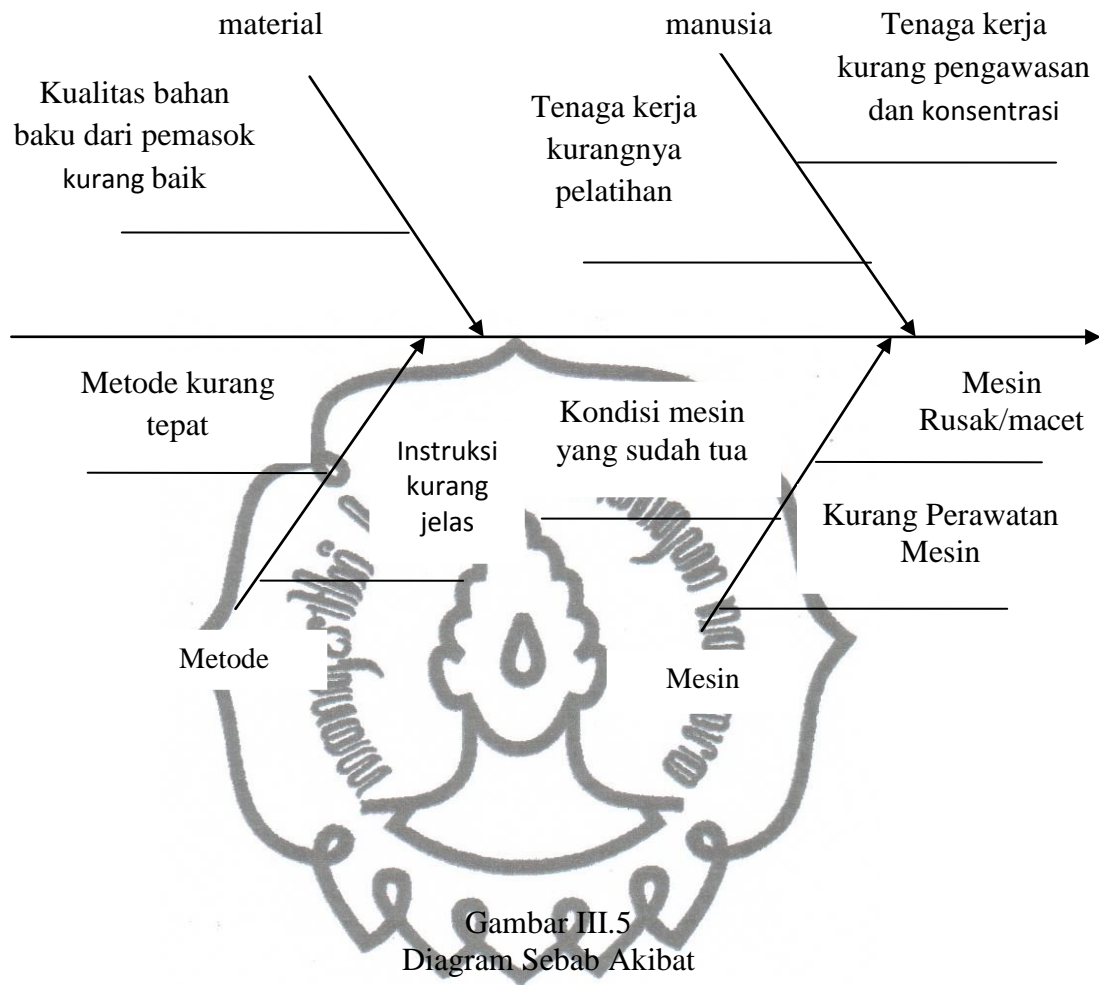 material
manusia
Tenaga kerja
kurang pengawasan
dan konsentrasi
Kualitas bahan
baku dari pemasok
kurang baik
Tenaga kerja
kurangnya
pelatihan
Metode kurang
tepat
Instruksi
kurang
jelas
Kondisi mesin
yang sudah tua
Mesin
Rusak/macet
Kurang Perawatan
Mesin
Metode
Mesin
Gambar III.5
Diagram Sebab Akibat